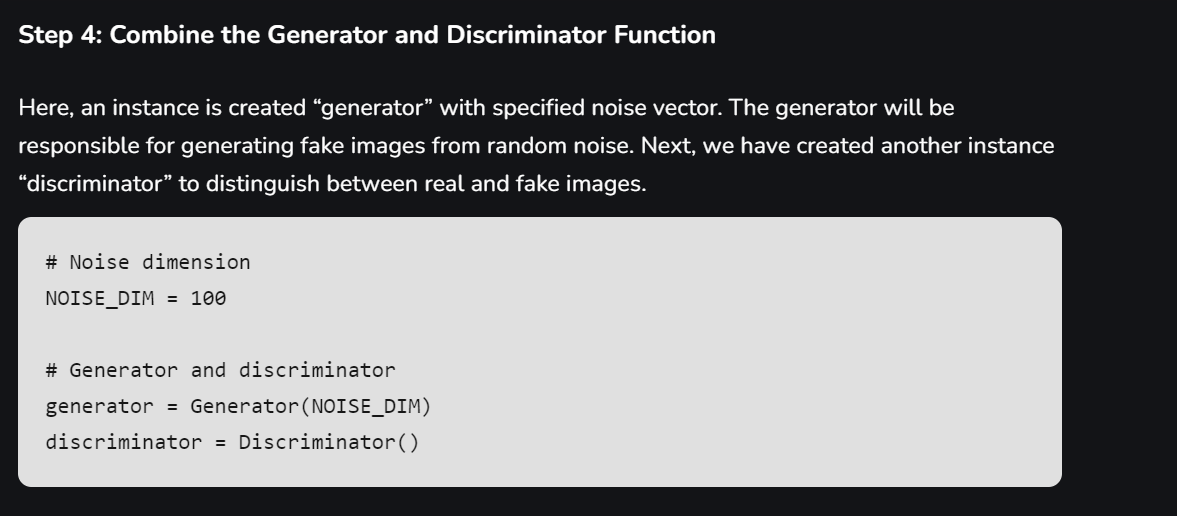 Step 4: Combine the Generator and Discriminator Function
Here, an instance is created “generator” with specified noise vector. The generator will be
responsible for generating fake images from random noise. Next, we have created another instance
“discriminator” to distinguish between real and fake images.
# Noise dimension
NOISE_DIM = 100
# Generator and discriminator
generator = Generator(NOISE_DIM)
discriminator = Discriminator()